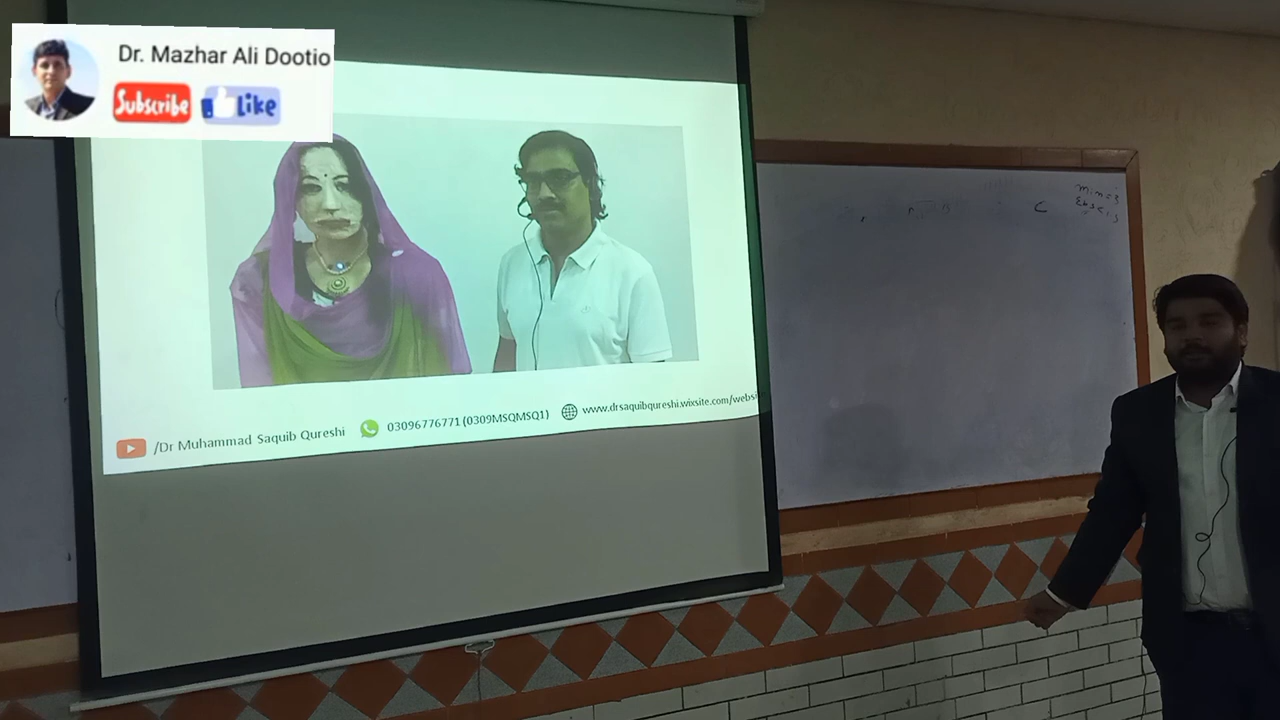 Dr. Mazhar Ali Dootio
Subscribe
Like
/Dr Muhammad Saquib Qureshi
03096776771 (0309MSQMSQ1)
www.drsaquibqureshi.wixsite.com/websi